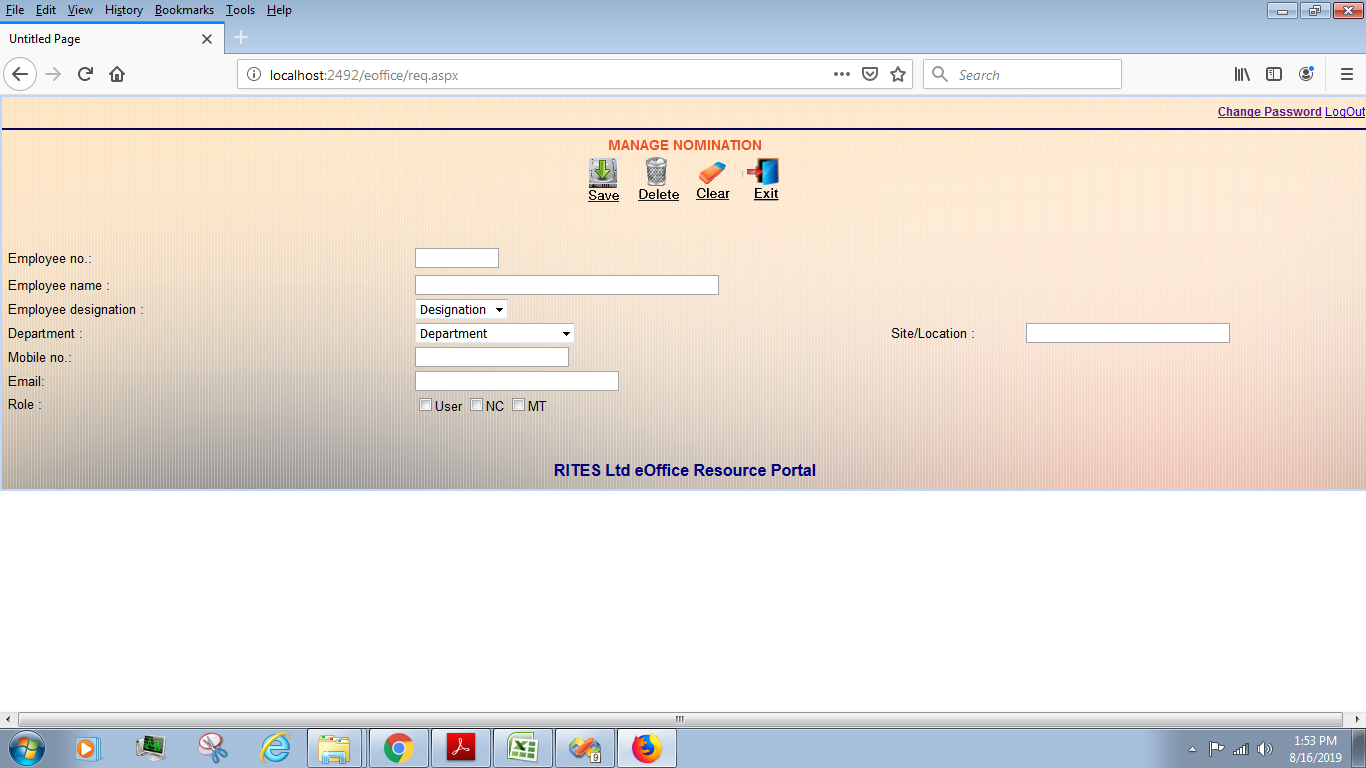 File Edit View History Bookmarks Tools Help
Untitled Page
localhost:2492/eoffice/req.aspx
Search
Change Password LogOut
MANAGE NOMINATION
Save Delete Clear Exit
Employee no.:
Employee name :
Employee designation : Designation
Department : Department Site/Location :
Mobile no.:
Email:
Role : User NC MT
RITES Ltd eOffice Resource Portal
9
1:53 PM
8/16/2019